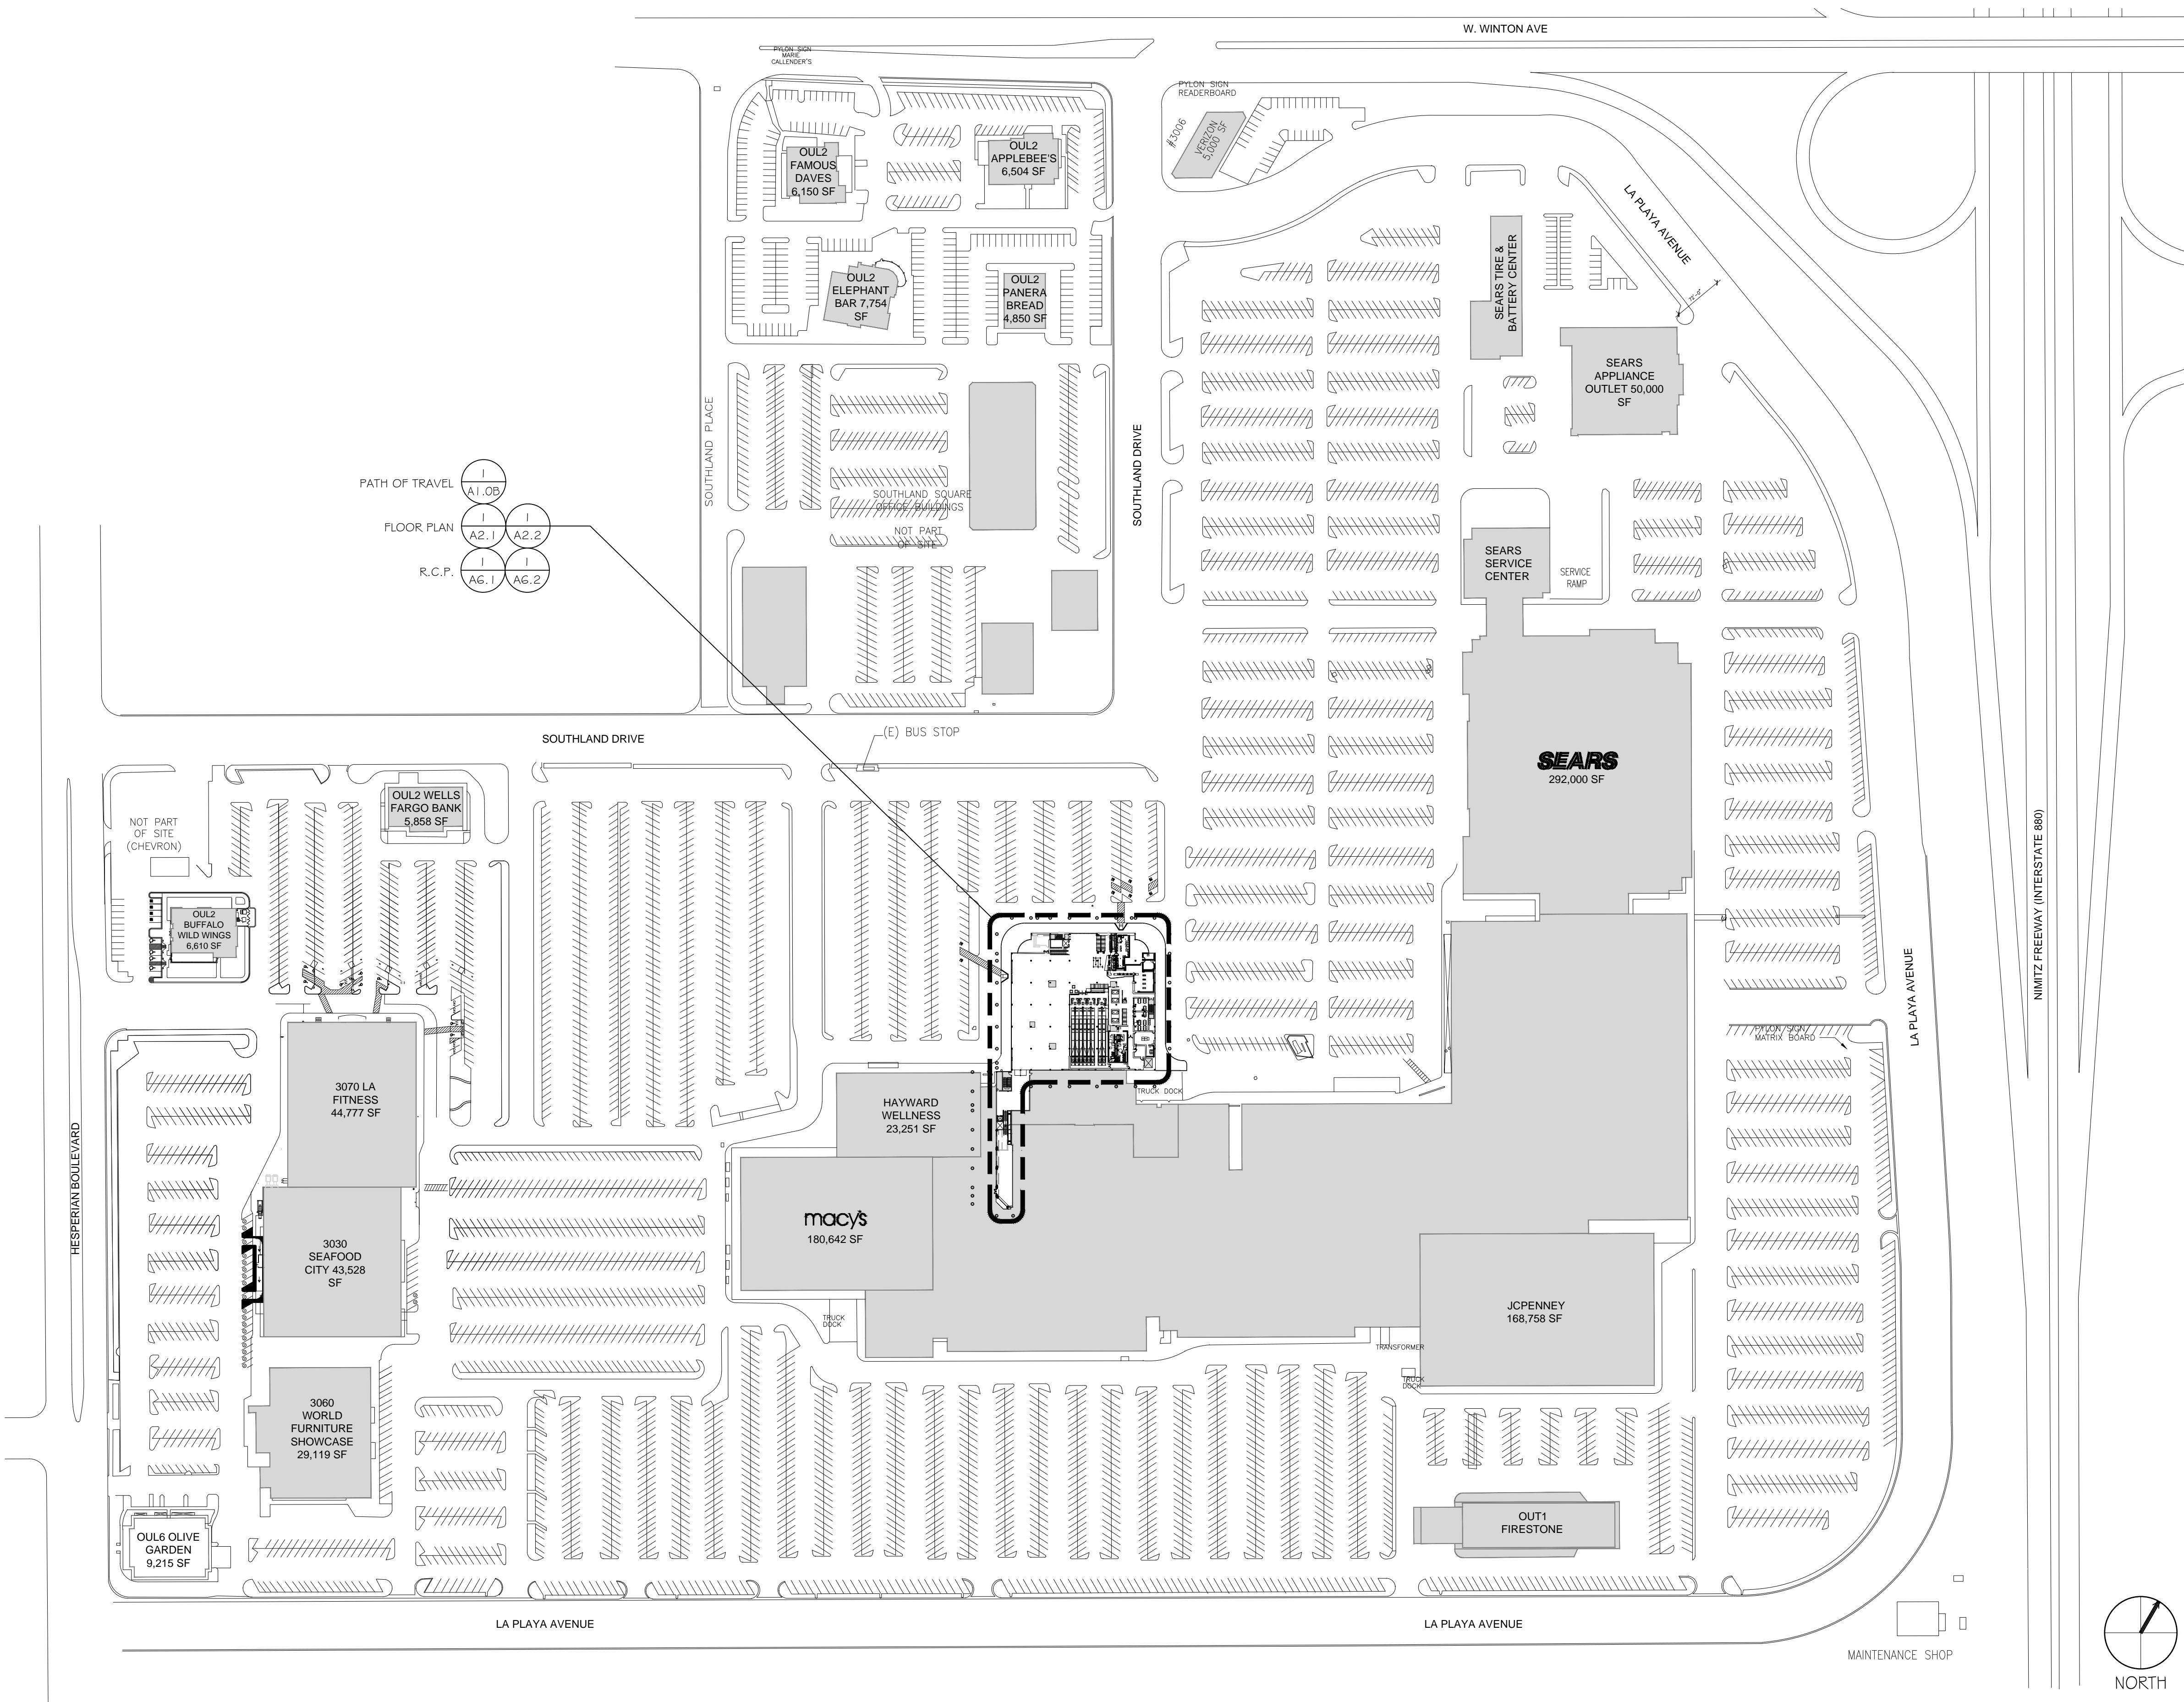 W. WINTON AVE
PYLON SIGN
MARIE
CALLENDER'S
PYLON SIGN
READERBOARD
#3006
VERIZON
5,000 SF
OUL2
FAMOUS
DAVES
6,150 SF
OUL2
APPLEBEE'S
6,504 SF
LA PLAYA AVENUE
OUL2
ELEPHANT
BAR 7,754
SF
OUL2
PANERA
BREAD
4,850 SF
SEARS TIRE &
BATTERY CENTER
75'-0"
SEARS
APPLIANCE
OUTLET 50,000
SF
SOUTHLAND PLACE
SOUTHLAND DRIVE
PATH OF TRAVEL
1
A1.0B
FLOOR PLAN
1
A2.1
1
A2.2
R.C.P.
1
A6.1
1
A6.2
SOUTHLAND SQUARE
OFFICE BUILDINGS
NOT PART
OF SITE
SEARS
SERVICE
CENTER
SERVICE
RAMP
SOUTHLAND DRIVE
(E) BUS STOP
SEARS
292,000 SF
OUL2 WELLS
FARGO BANK
5,858 SF
NOT PART
OF SITE
(CHEVRON)
OUL2
BUFFALO
WILD WINGS
6,610 SF
NIMITZ FREEWAY (INTERSTATE 880)
LA PLAYA AVENUE
PYLON SIGN/
MATRIX BOARD
3070 LA
FITNESS
44,777 SF
HAYWARD
WELLNESS
23,251 SF
TRUCK DOCK
HESPERIAN BOULEVARD
macy's
180,642 SF
3030
SEAFOOD
CITY 43,528
SF
TRUCK
DOCK
JCPENNEY
168,758 SF
TRANSFORMER
TRUCK
DOCK
3060
WORLD
FURNITURE
SHOWCASE
29,119 SF
OUL6 OLIVE
GARDEN
9,215 SF
OUT1
FIRESTONE
LA PLAYA AVENUE
LA PLAYA AVENUE
MAINTENANCE SHOP
NORTH